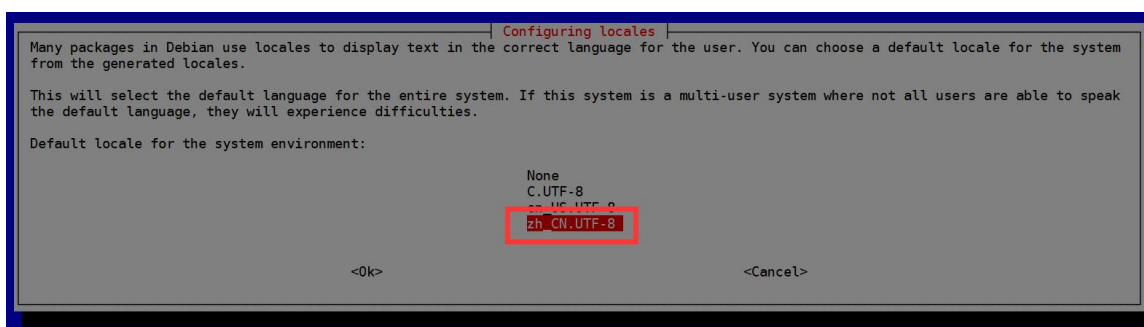 Configuring locales
Many packages in Debian use locales to display text in the correct language for the user. You can choose a default locale for the system
from the generated locales.
This will select the default language for the entire system. If this system is a multi-user system where not all users are able to speak
the default language, they will experience difficulties.
Default locale for the system environment:
None
C.UTF-8
en_US.UTF-8
zh_CN.UTF-8
<Ok> <Cancel>